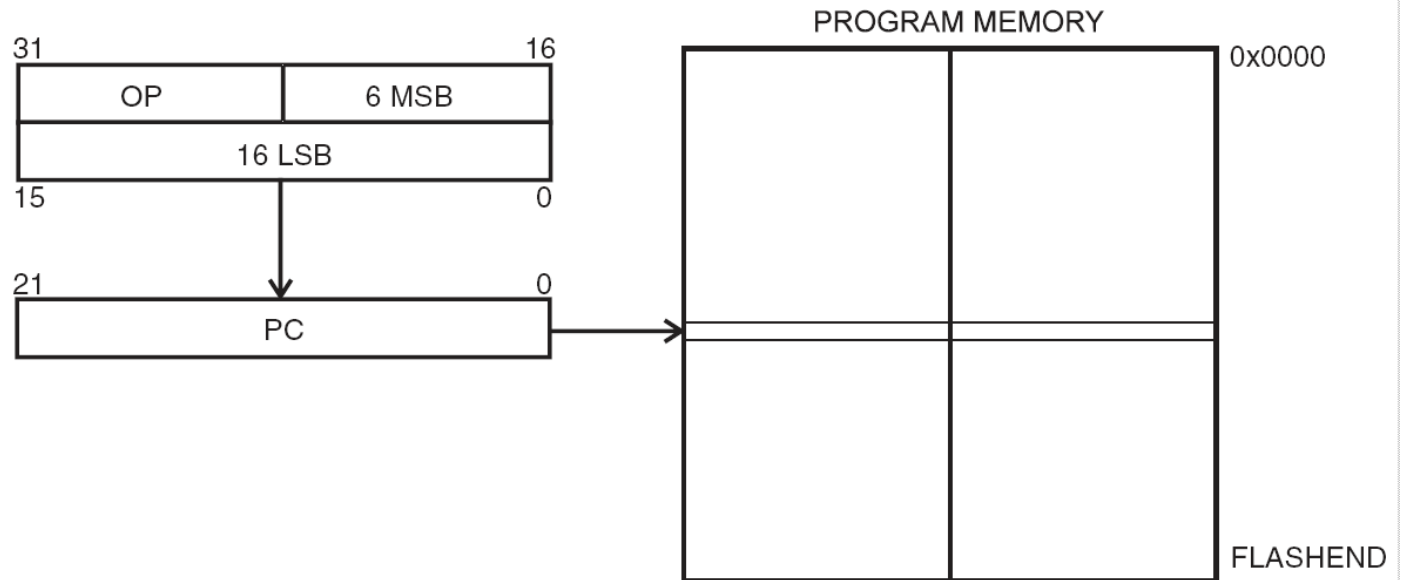 PROGRAM MEMORY
31 16
0x0000
OP 6 MSB
16 LSB
15 0
21 0
PC
FLASHEND